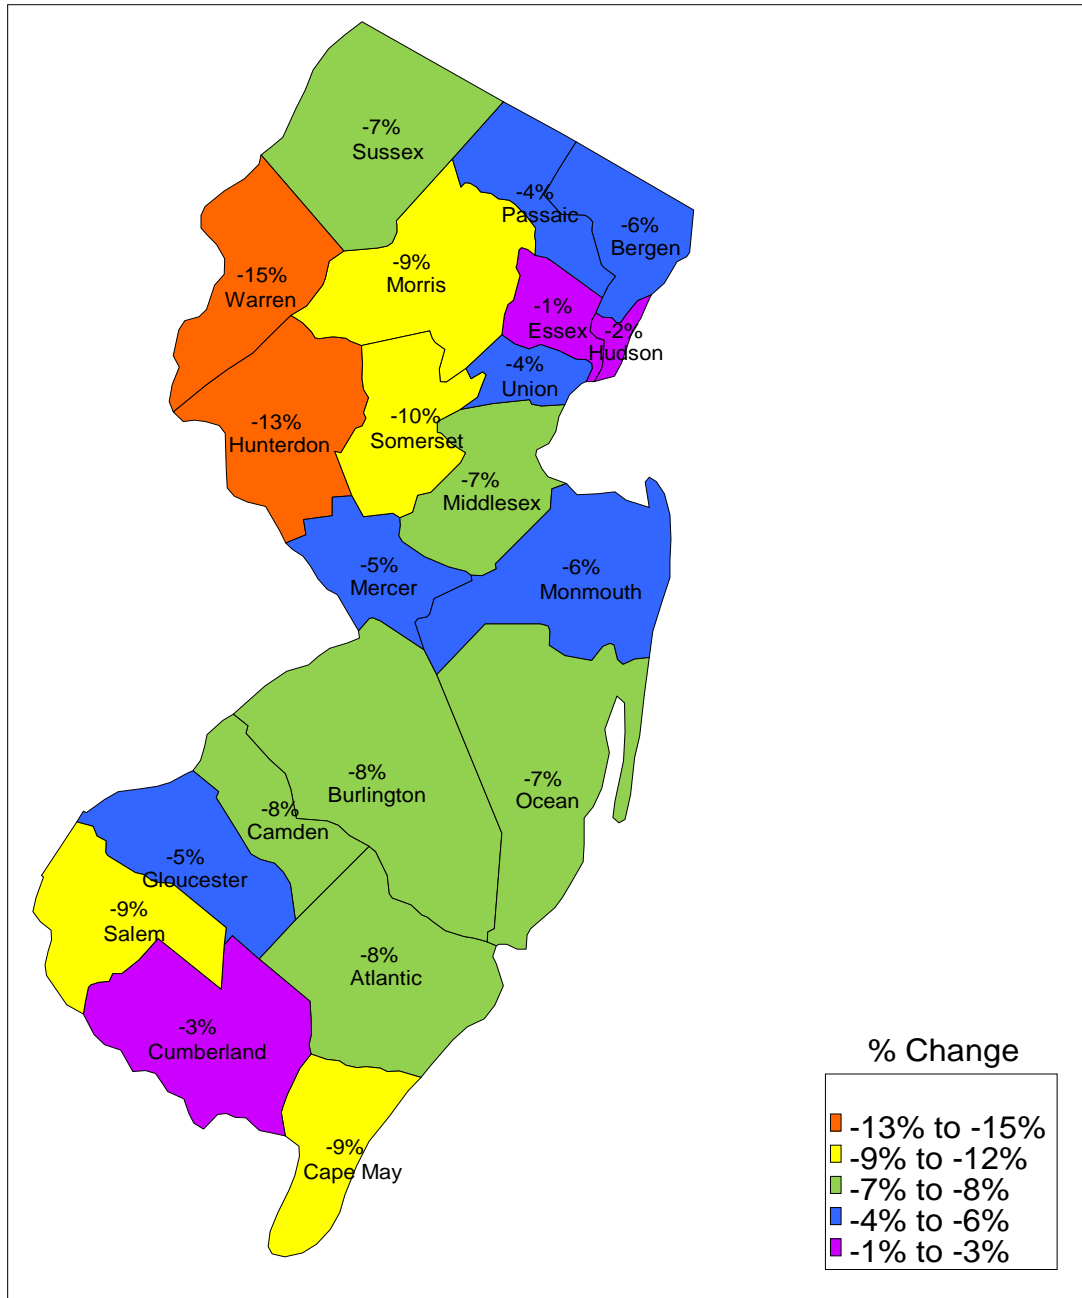 -7%
Sussex
-4%
Passaic
-6%
Bergen
-15%
Warren
-9%
Morris
-1%
Essex
-2%
Hudson
-4%
Union
-13%
Hunterdon
-10%
Somerset
-7%
Middlesex
-5%
Mercer
-6%
Monmouth
-8%
Burlington
-7%
Ocean
-8%
Camden
-5%
Gloucester
-9%
Salem
-8%
Atlantic
-3%
Cumberland
-9%
Cape May
% Change
-13% to -15%
-9% to -12%
-7% to -8%
-4% to -6%
-1% to -3%